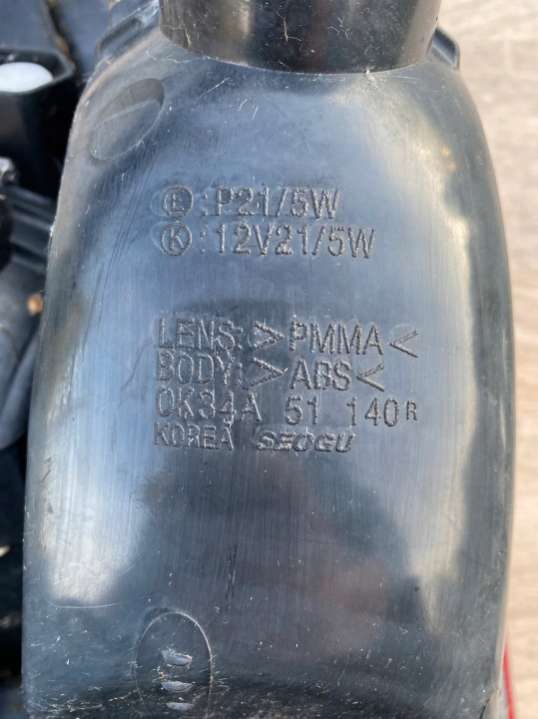 Ⓔ:P21/5W
Ⓚ:12V21/5W
LENS:>PMMA<
BODY:>ABS<
0K34A 51 140R
KOREA SEOGU